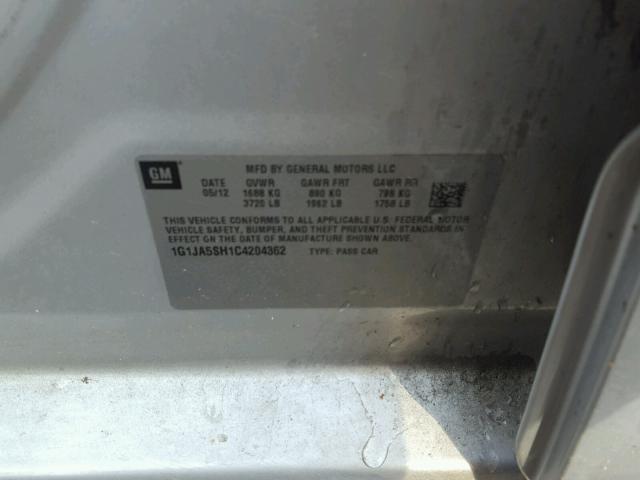 GM
MFD BY GENERAL MOTORS LLC
DATE GVWR GAWR FRT GAWR RR
05/12 1688 KG 890 KG 798 KG
3720 LB 1962 LB 1758 LB
THIS VEHICLE CONFORMS TO ALL APPLICABLE U.S. FEDERAL MOTOR
VEHICLE SAFETY, BUMPER, AND THEFT PREVENTION STANDARDS IN
EFFECT ON THE DATE OF MANUFACTURE SHOWN ABOVE.
1G1JA5SH1C4204362 TYPE: PASS CAR